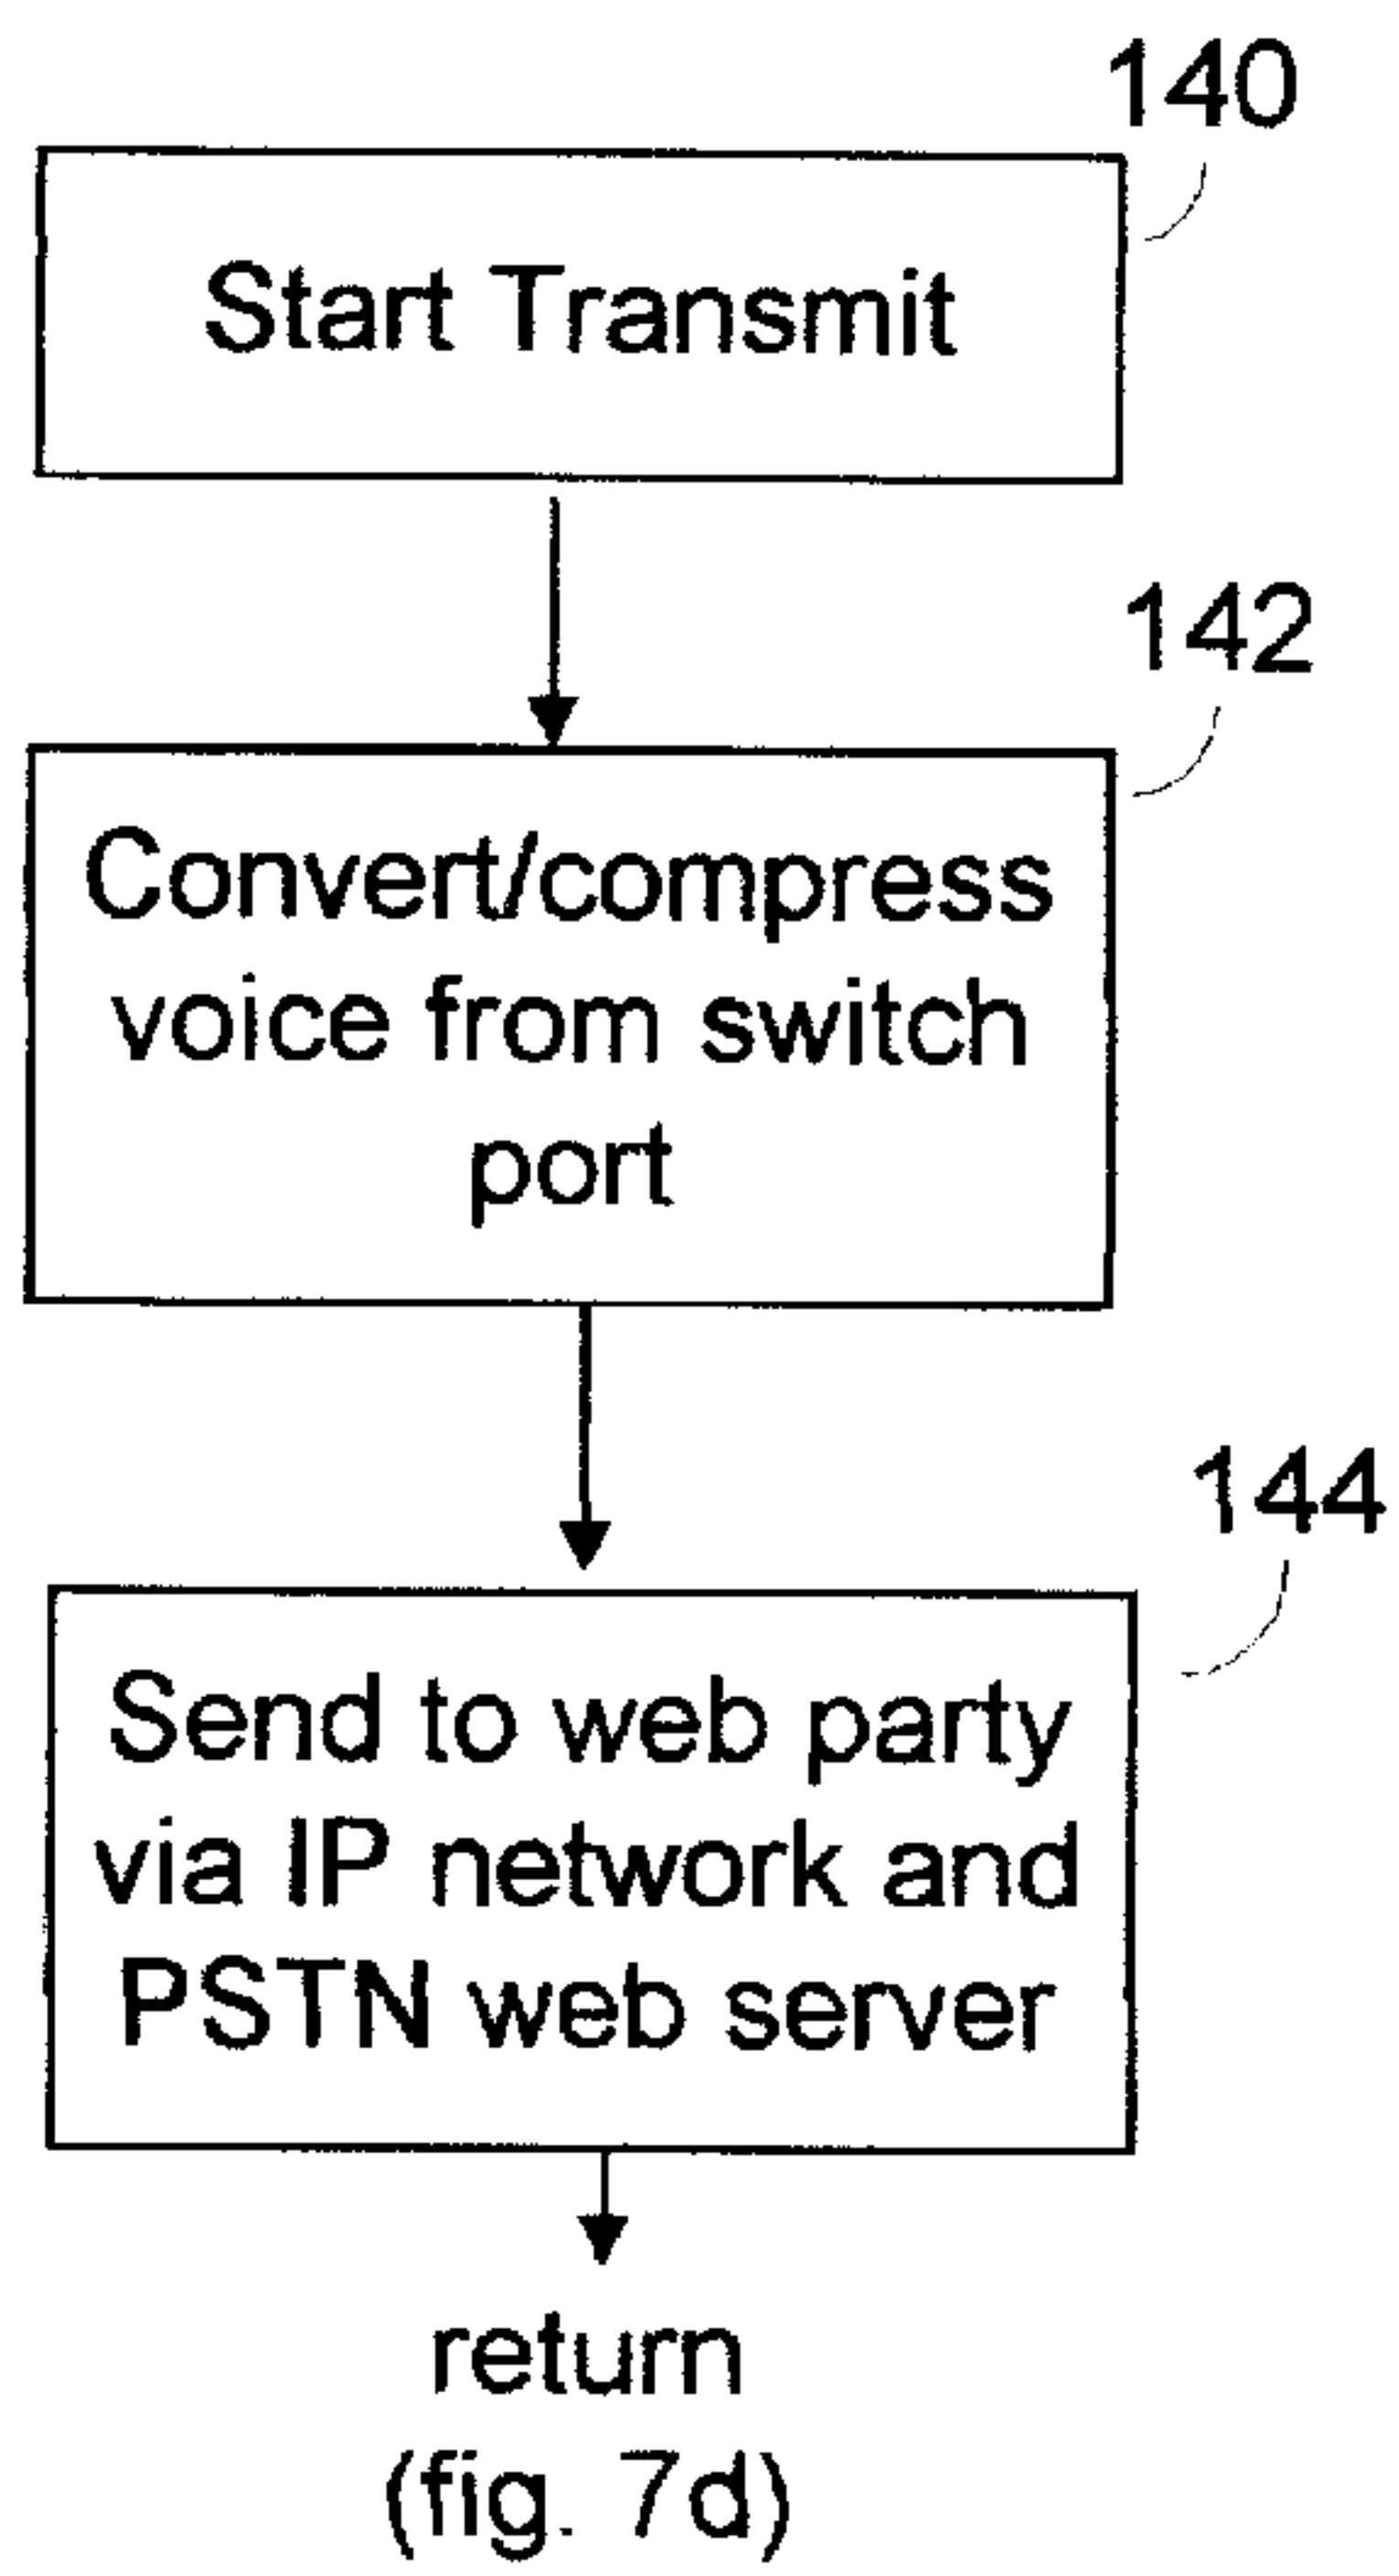 140
Start Transmit
142
Convert/compress
voice from switch
port
144
Send to web party
via IP network and
PSTN web server
return
(fig. 7d)